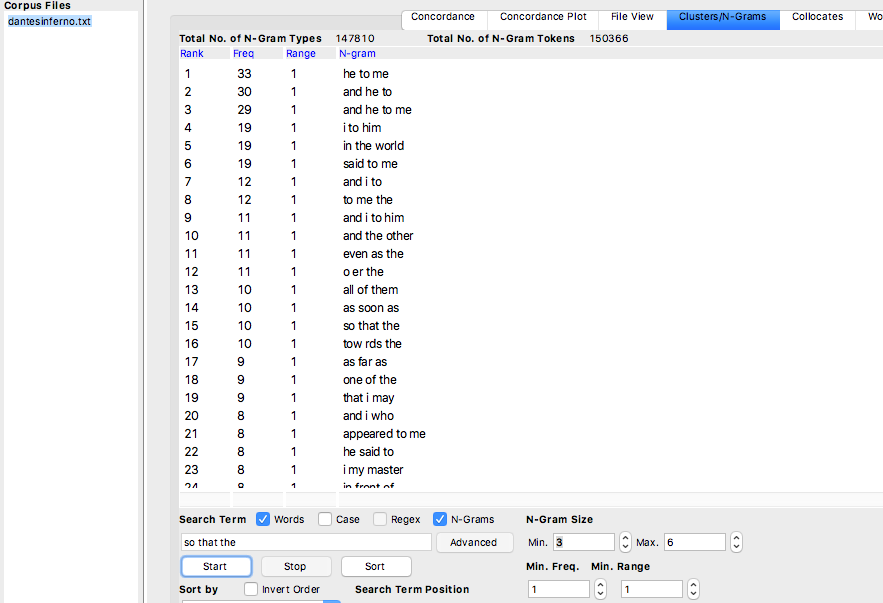 Corpus Files
dantesinferno.txt
Concordance Concordance Plot File View Clusters/N-Grams Collocates Wo
Total No. of N-Gram Types 147810 Total No. of N-Gram Tokens 150366
Rank Freq Range N-gram
1 33 1 he to me
2 30 1 and he to
3 29 1 and he to me
4 19 1 i to him
5 19 1 in the world
6 19 1 said to me
7 12 1 and i to
8 12 1 to me the
9 11 1 and i to him
10 11 1 and the other
11 11 1 even as the
12 11 1 o er the
13 10 1 all of them
14 10 1 as soon as
15 10 1 so that the
16 10 1 tow rds the
17 9 1 as far as
18 9 1 one of the
19 9 1 that i may
20 8 1 and i who
21 8 1 appeared to me
22 8 1 he said to
23 8 1 i my master
24 8 1 in front of
Search Term Words Case Regex N-Grams N-Gram Size
so that the Advanced Min. 3 Max. 6
Start Stop Sort Min. Freq. Min. Range
Sort by Invert Order Search Term Position 1 1